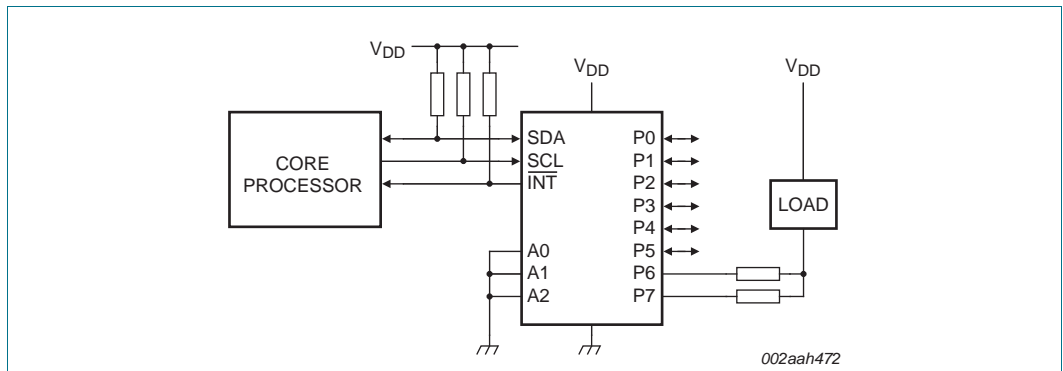 VDD
VDD
VDD
CORE
PROCESSOR
SDA
SCL
INT
A0
A1
A2
P0
P1
P2
P3
P4
P5
P6
P7
LOAD
002aah472